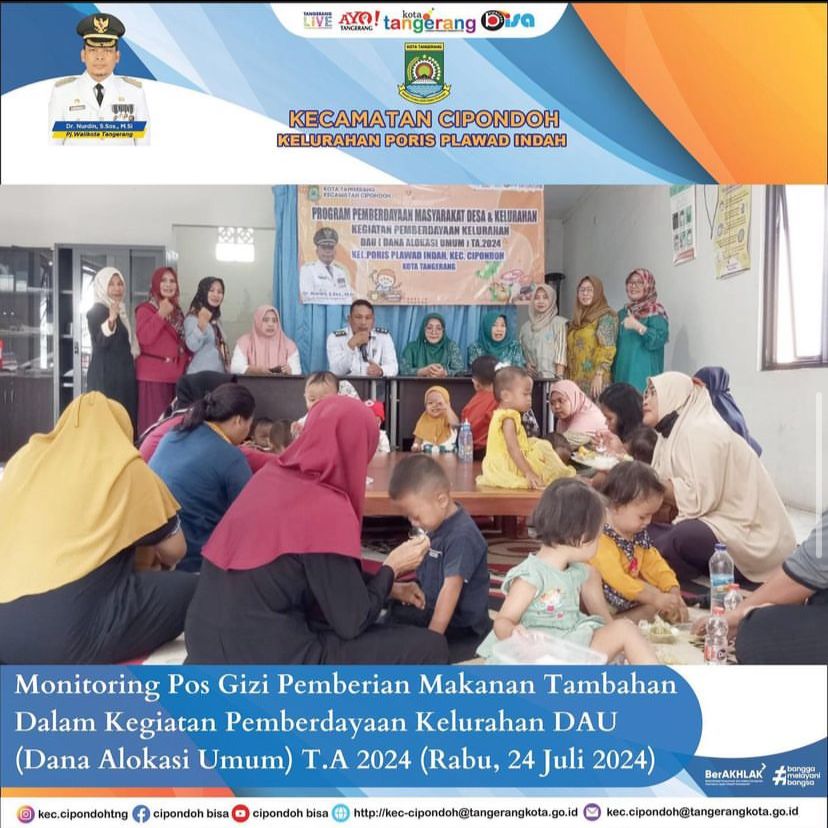 TANGERANG LIVE
AYO! TANGERANG
kota tangerang
Bisa
KOTA TANGERANG
KECAMATAN CIPONDOH
KELURAHAN PORIS PLAWAD INDAH
Dr. Nurdin, S.Sos., M.Si
Pj. Walikota Tangerang
KOTA TANGERANG
KECAMATAN CIPONDOH
PROGRAM PEMBERDAYAAN MASYARAKAT DESA & KELURAHAN
KEGIATAN PEMBERDAYAAN KELURAHAN
DAU ( DANA ALOKASI UMUM ) TA.2024
KEL.PORIS PLAWAD INDAH, KEC. CIPONDOH
KOTA TANGERANG
Monitoring Pos Gizi Pemberian Makanan Tambahan
Dalam Kegiatan Pemberdayaan Kelurahan DAU
(Dana Alokasi Umum) T.A 2024 (Rabu, 24 Juli 2024)
BerAKHLAK
#bangga
melayani
bangsa
kec.cipondohtng cipondoh bisa cipondoh bisa http://kec-cipondoh@tangerangkota.go.id kec.cipondoh@tangerangkota.go.id